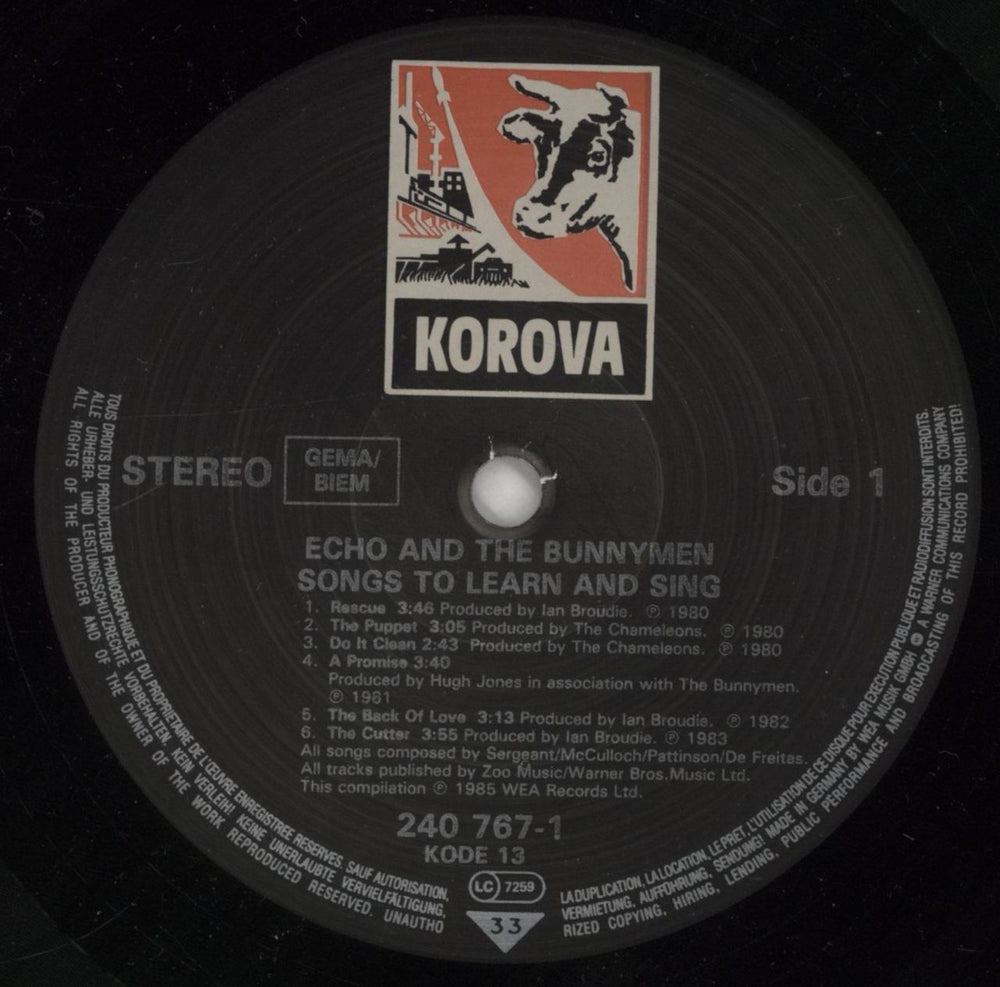 KOROVA
STEREO
GEMA/
BIEM
Side 1
ECHO AND THE BUNNYMEN
SONGS TO LEARN AND SING
1. Rescue 3:46 Produced by Ian Broudie. ℗ 1980
2. The Puppet 3:05 Produced by The Chameleons. ℗ 1980
3. Do It Clean 2:43 Produced by The Chameleons. ℗ 1980
4. A Promise 3:40
Produced by Hugh Jones in association with The Bunnymen.
℗ 1961
5. The Back Of Love 3:13 Produced by Ian Broudie. ℗ 1982
6. The Cutter 3:55 Produced by Ian Broudie. ℗ 1983
All songs composed by Sergeant/McCulloch/Pattinson/De Freitas.
All tracks published by Zoo Music/Warner Bros.Music Ltd.
This compilation ℗ 1985 WEA Records Ltd.
240 767-1
KODE 13
LC 7259
33
TOUS DROITS DU PRODUCTEUR PHONOGRAPHIQUE ET DU PROPRIETAIRE DE L'ŒUVRE ENREGISTREE RESERVES. SAUF AUTORISATION,
ALLE URHEBER- UND LEISTUNGSSCHUTZRECHTE VORBEHALTEN. KEIN VERLEIH! KEINE UNERLAUBTE VERVIELFÄLTIGUNG,
ALL RIGHTS OF THE PRODUCER AND OF THE OWNER OF THE WORK REPRODUCED RESERVED. UNAUTHO
LA DUPLICATION, LA LOCATION, LE PRET, L'UTILISATION DE CE DISQUE POUR EXECUTION PUBLIQUE ET RADIODIFFUSION SONT INTERDITS.
VERMIETUNG, AUFFÜHRUNG, SENDUNG! MADE IN GERMANY BY WEA MUSIK GMBH. A WARNER COMMUNICATIONS COMPANY
RIZED COPYING, HIRING, LENDING, PUBLIC PERFORMANCE AND BROADCASTING OF THIS RECORD PROHIBITED!